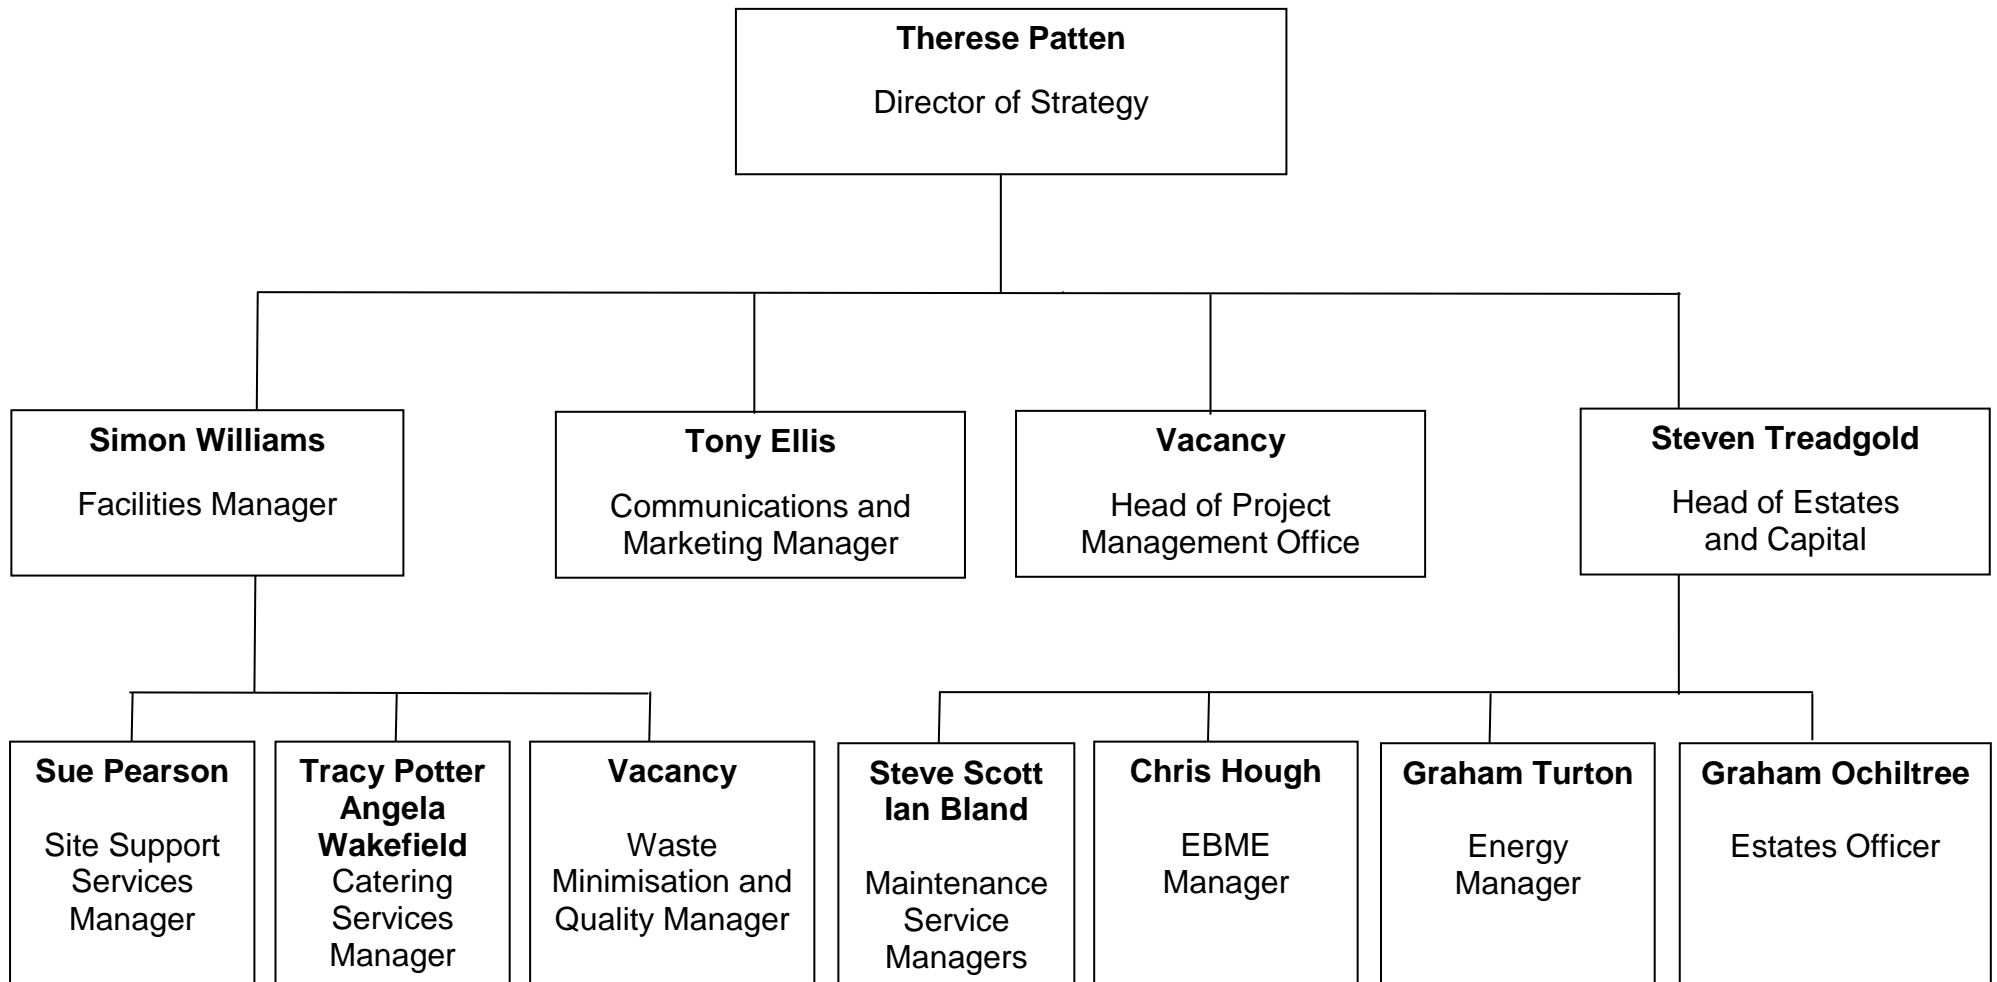 Therese Patten
Director of Strategy
Simon Williams
Facilities Manager
Tony Ellis
Communications and
Marketing Manager
Vacancy
Head of Project
Management Office
Steven Treadgold
Head of Estates
and Capital
Sue Pearson
Site Support
Services
Manager
Tracy Potter
Angela
Wakefield
Catering
Services
Manager
Vacancy
Waste
Minimisation and
Quality Manager
Steve Scott
Ian Bland
Maintenance
Service
Managers
Chris Hough
EBME
Manager
Graham Turton
Energy
Manager
Graham Ochiltree
Estates Officer